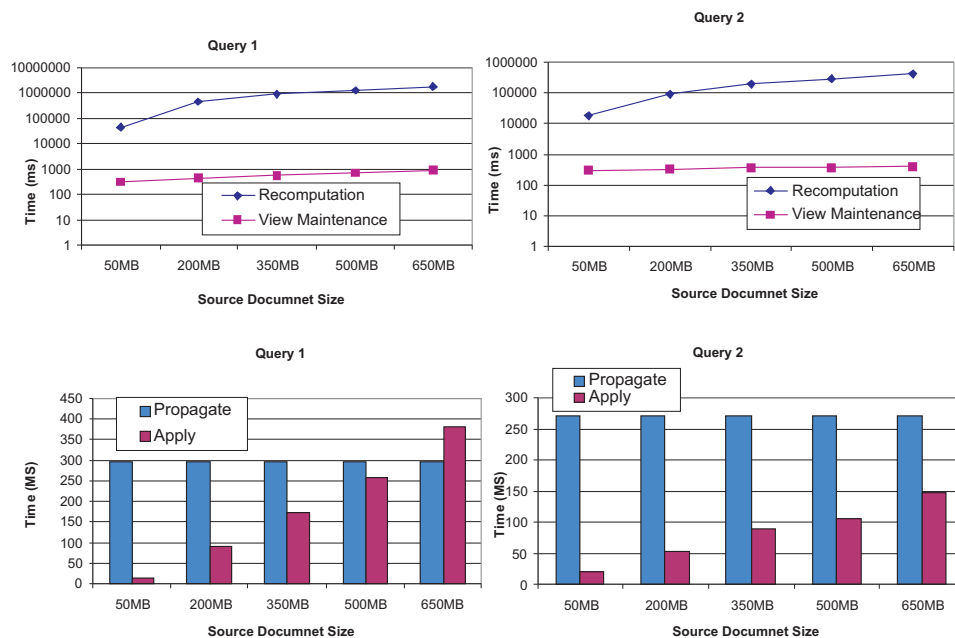 Query 1
10000000
1000000
100000
10000
1000
100
10
1
Time (ms)
Recomputation
View Maintenance
50MB 200MB 350MB 500MB 650MB
Source Documnet Size
Query 2
1000000
100000
10000
1000
100
10
1
Time (ms)
Recomputation
View Maintenance
50MB 200MB 350MB 500MB 650MB
Source Documnet Size
Query 1
Propagate
Apply
450
400
350
300
250
200
150
100
50
0
Time (MS)
50MB 200MB 350MB 500MB 650MB
Source Documnet Size
Query 2
Propagate
Apply
300
250
200
150
100
50
0
Time (MS)
50MB 200MB 350MB 500MB 650MB
Source Documnet Size